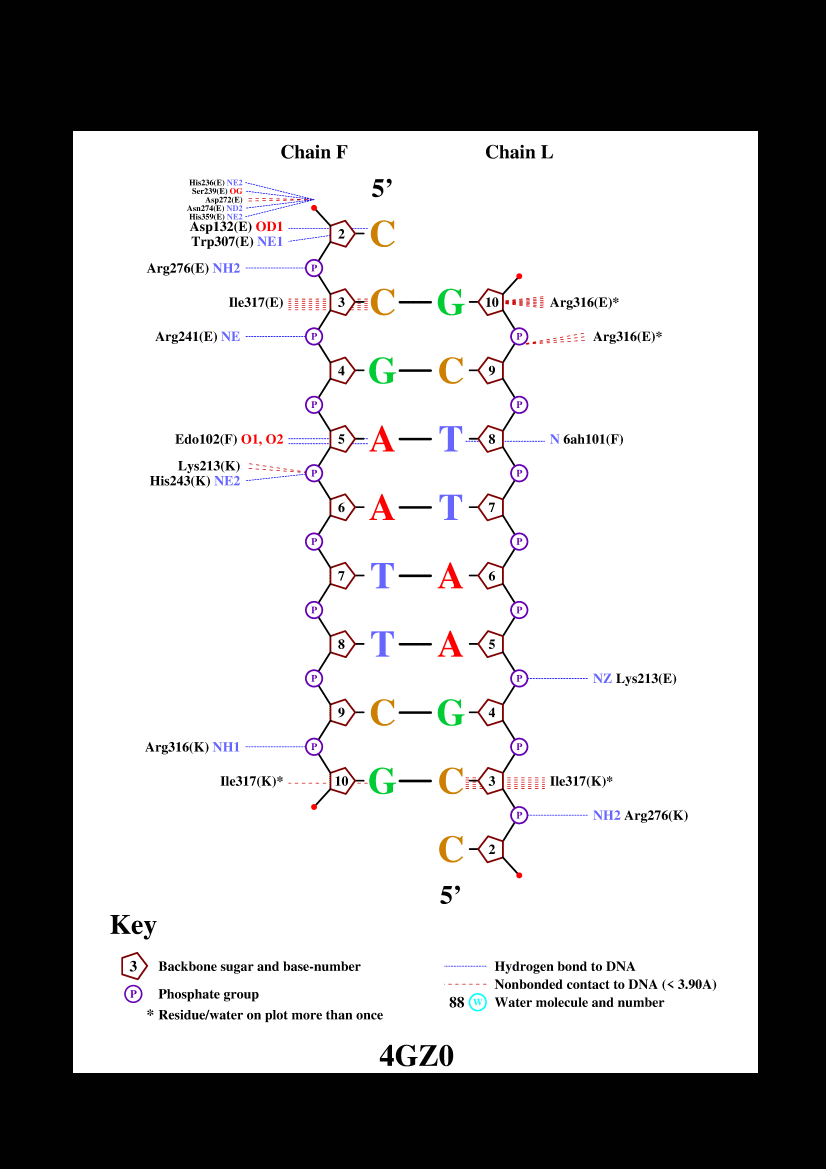 Chain F Chain L
5’
His236(E) NE2
Ser239(E) OG
Asp272(E)
Asn274(E) ND2
His359(E) NE2
Asp132(E) OD1
2 C
Trp307(E) NE1
Arg276(E) NH2 P
Ile317(E) 3 C G 10 Arg316(E)*
Arg241(E) NE P P Arg316(E)*
4 G C 9
P P
Edo102(F) O1, O2 5 A T 8 N 6ah101(F)
Lys213(K)
P P
His243(K) NE2
6 A T 7
P P
7 T A 6
P P
8 T A 5
P P NZ Lys213(E)
9 C G 4
Arg316(K) NH1 P P
Ile317(K)* 10 G C 3 Ile317(K)*
P NH2 Arg276(K)
C 2
5’
Key
3 Backbone sugar and base-number
P Phosphate group
* Residue/water on plot more than once
Hydrogen bond to DNA
Nonbonded contact to DNA (< 3.90A)
88 W Water molecule and number
4GZ0